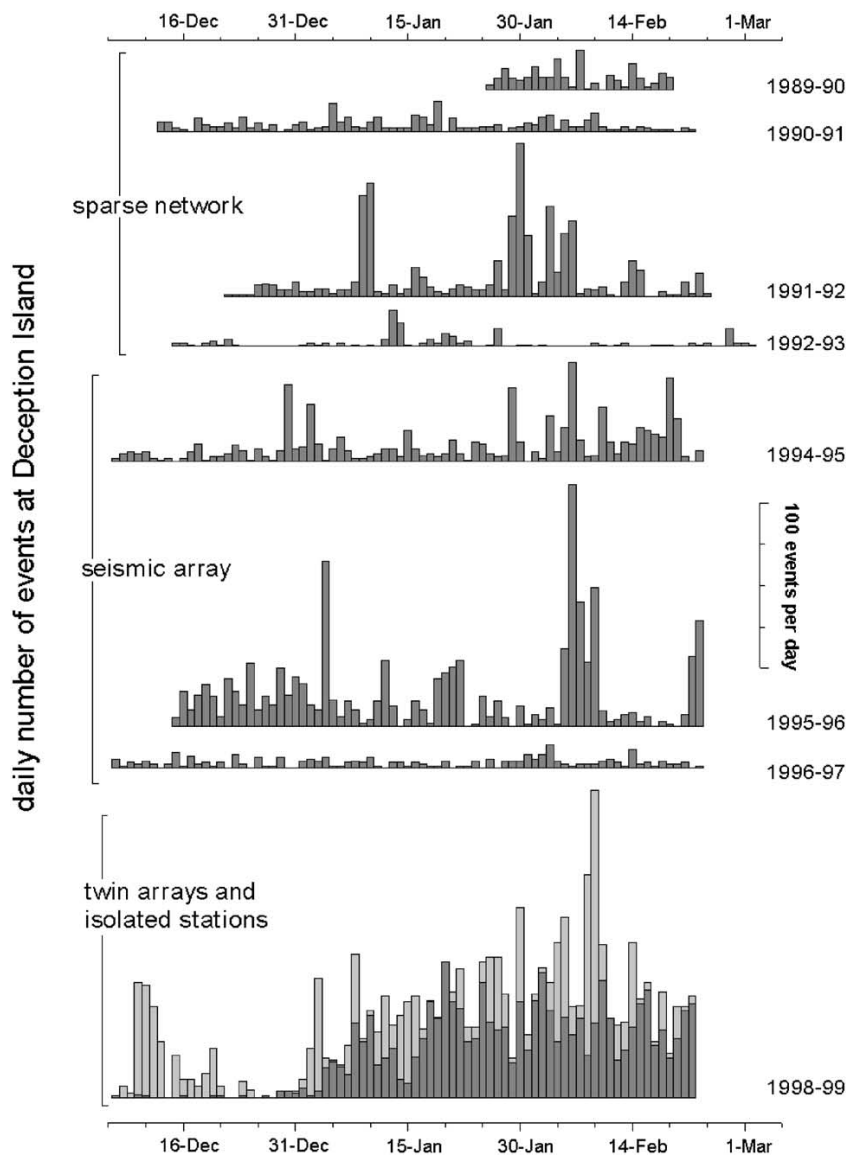 16-Dec 31-Dec 15-Jan 30-Jan 14-Feb 1-Mar
1989-90
1990-91
sparse network
1991-92
1992-93
daily number of events at Deception Island
1994-95
100 events per day
seismic array
1995-96
1996-97
twin arrays and
isolated stations
1998-99
16-Dec 31-Dec 15-Jan 30-Jan 14-Feb 1-Mar